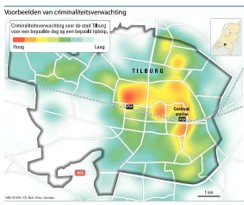 Voorbeelden van criminaliteitsverwachting
Criminaliteitsverwachting voor de stad Tilburg
voor een bepaalde dag op een bepaald tijdstip,
Hoog
Laag
TILBURG
Centraal
station
1 km